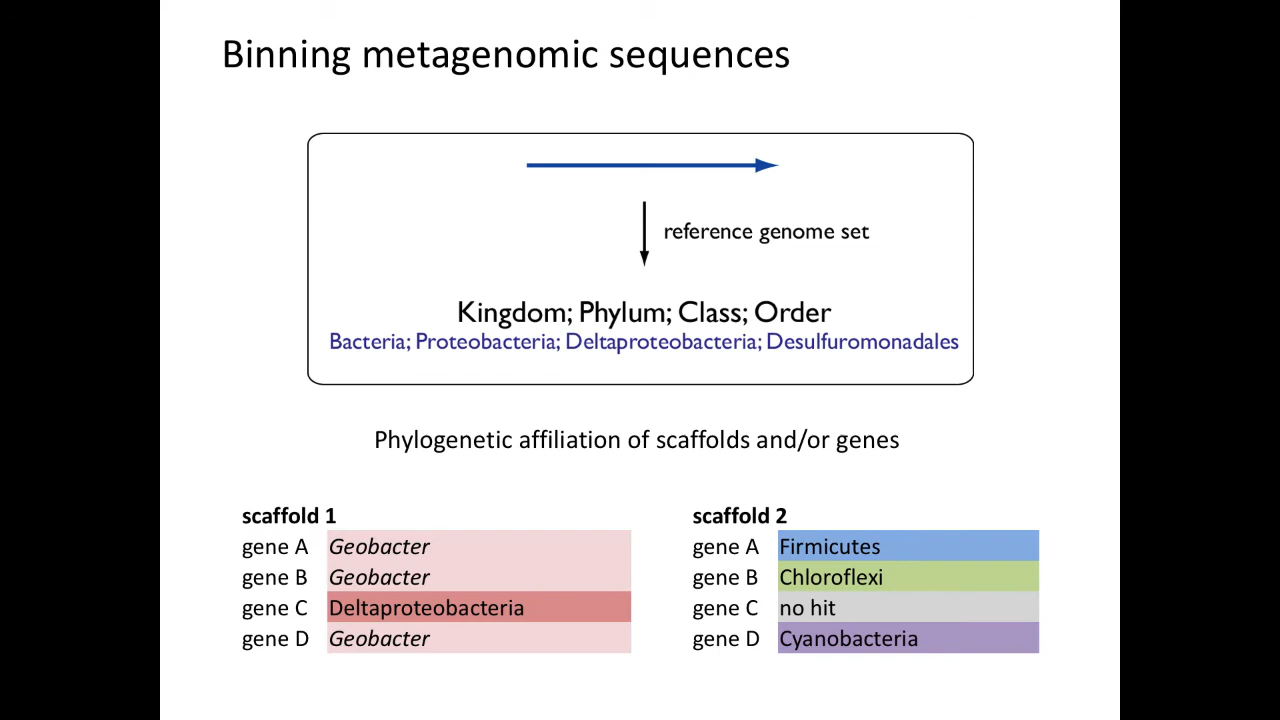 Binning metagenomic sequences
reference genome set
Kingdom; Phylum; Class; Order
Bacteria; Proteobacteria; Deltaproteobacteria; Desulfuromonadales
Phylogenetic affiliation of scaffolds and/or genes
scaffold 1
gene A Geobacter
gene B Geobacter
gene C Deltaproteobacteria
gene D Geobacter
scaffold 2
gene A Firmicutes
gene B Chloroflexi
gene C no hit
gene D Cyanobacteria